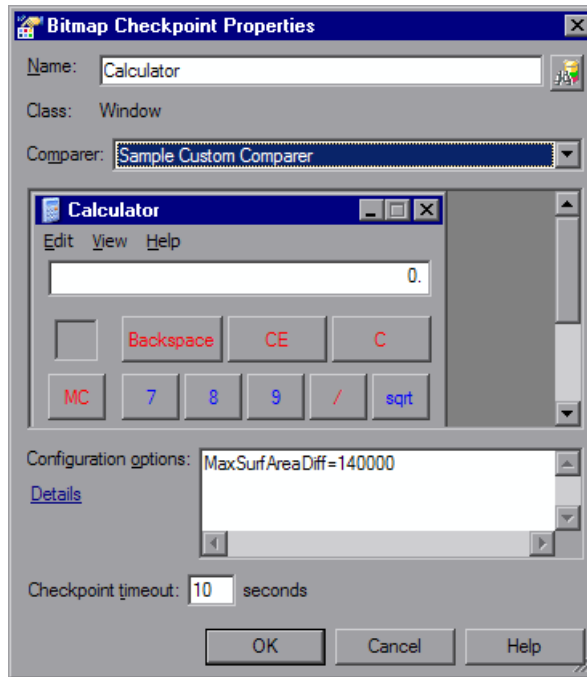 Bitmap Checkpoint Properties
Name: Calculator
Class: Window
Comparer: Sample Custom Comparer
Calculator
Edit View Help
0.
Backspace CE C
MC 7 8 9 / sqrt
Configuration options: MaxSurfAreaDiff=140000
Details
Checkpoint timeout: 10 seconds
OK Cancel Help